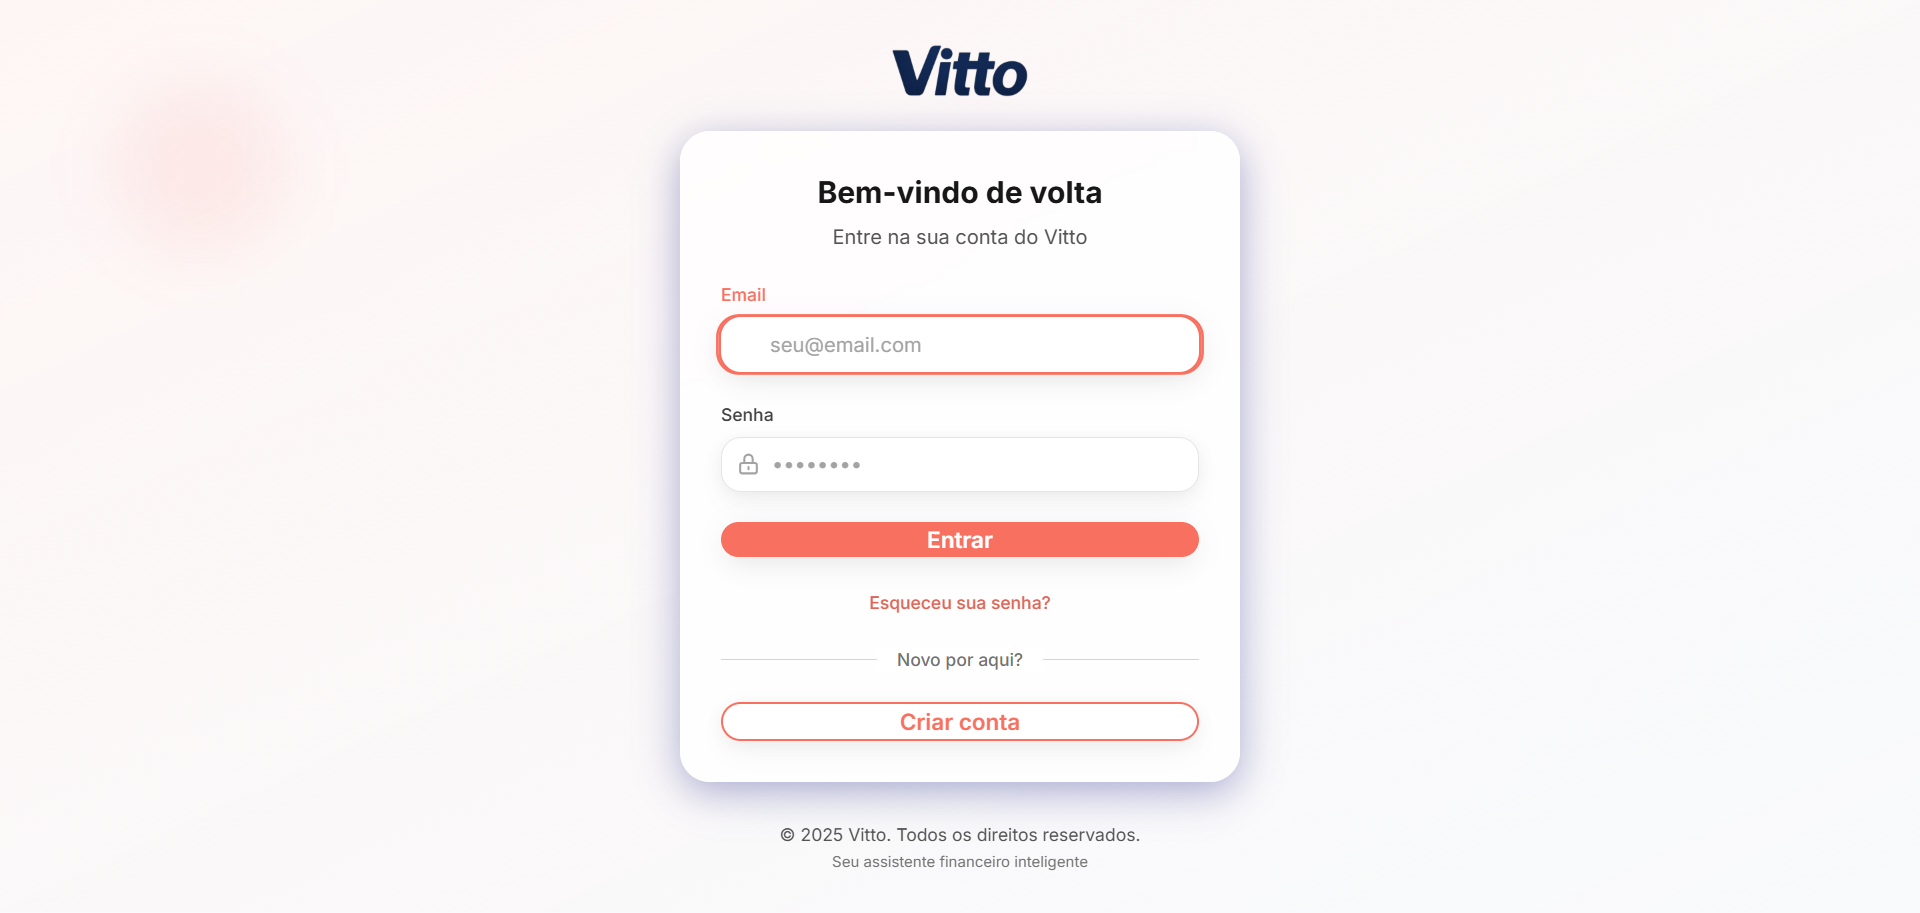 Vitto
Bem-vindo de volta
Entre na sua conta do Vitto
Email
seu@email.com
Senha
••••••••
Entrar
Esqueceu sua senha?
Novo por aqui?
Criar conta
© 2025 Vitto. Todos os direitos reservados.
Seu assistente financeiro inteligente